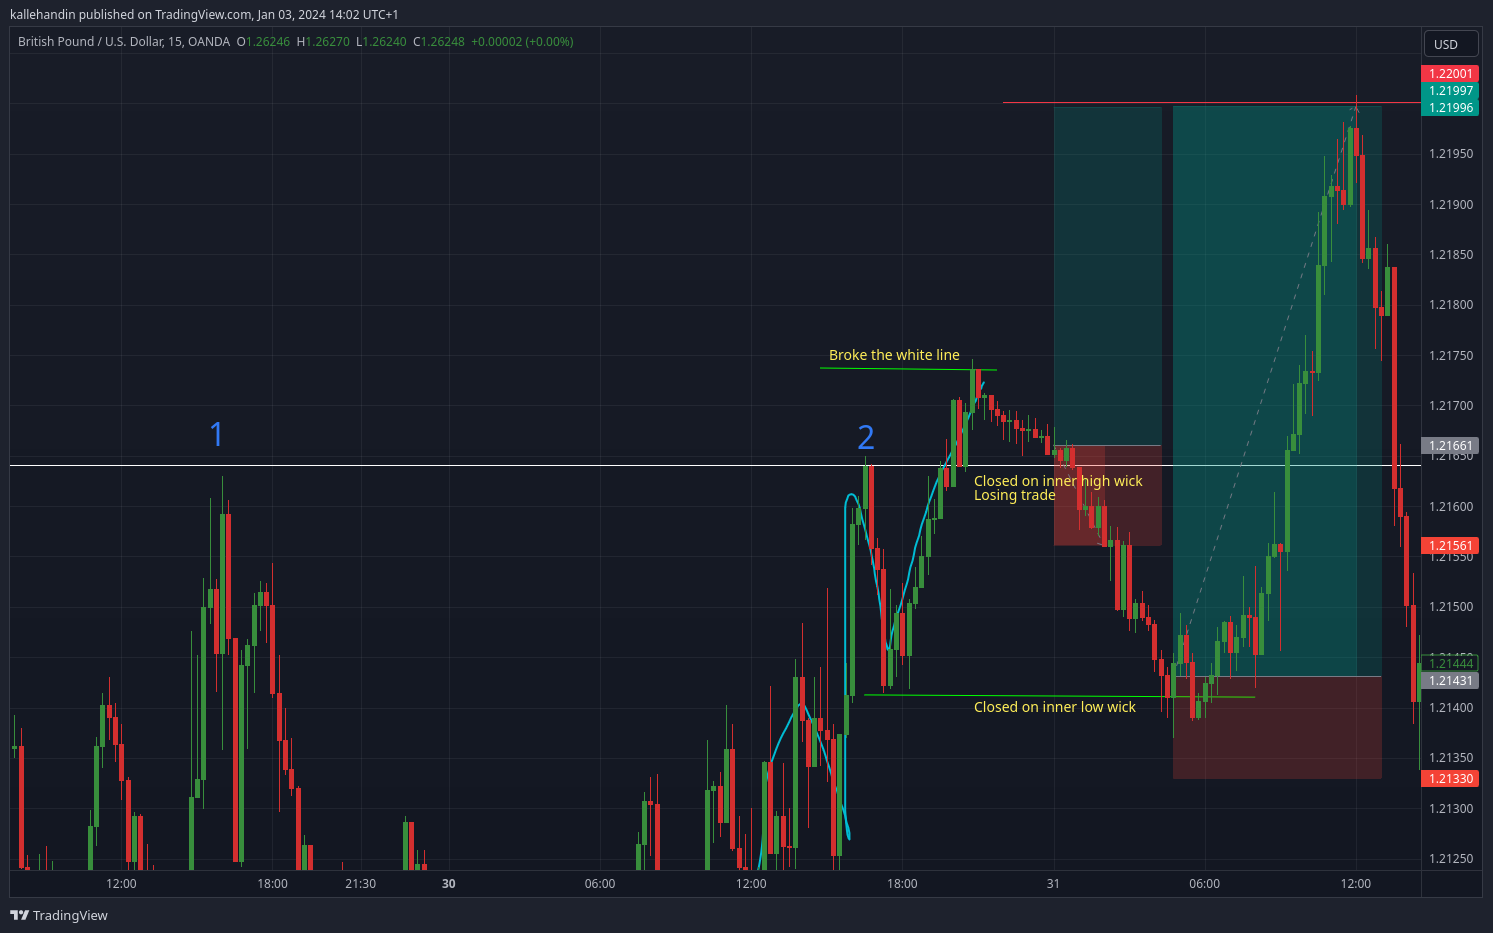 kallehandin published on TradingView.com, Jan 03, 2024 14:02 UTC+1
British Pound / U.S. Dollar, 15, OANDA O1.26246 H1.26270 L1.26240 C1.26248 +0.00002 (+0.00%)
USD
1.22001
1.21997
1.21996
1.21950
1.21900
1.21850
1.21800
1.21750
Broke the white line
1.21700
1
2
1.21661
1.21650
Closed on inner high wick
Losing trade
1.21600
1.21561
1.21550
1.21500
1.21450
1.21444
1.21431
Closed on inner low wick
1.21400
1.21350
1.21330
1.21300
1.21250
12:00 18:00 21:30 30 06:00 12:00 18:00 31 06:00 12:00
TradingView